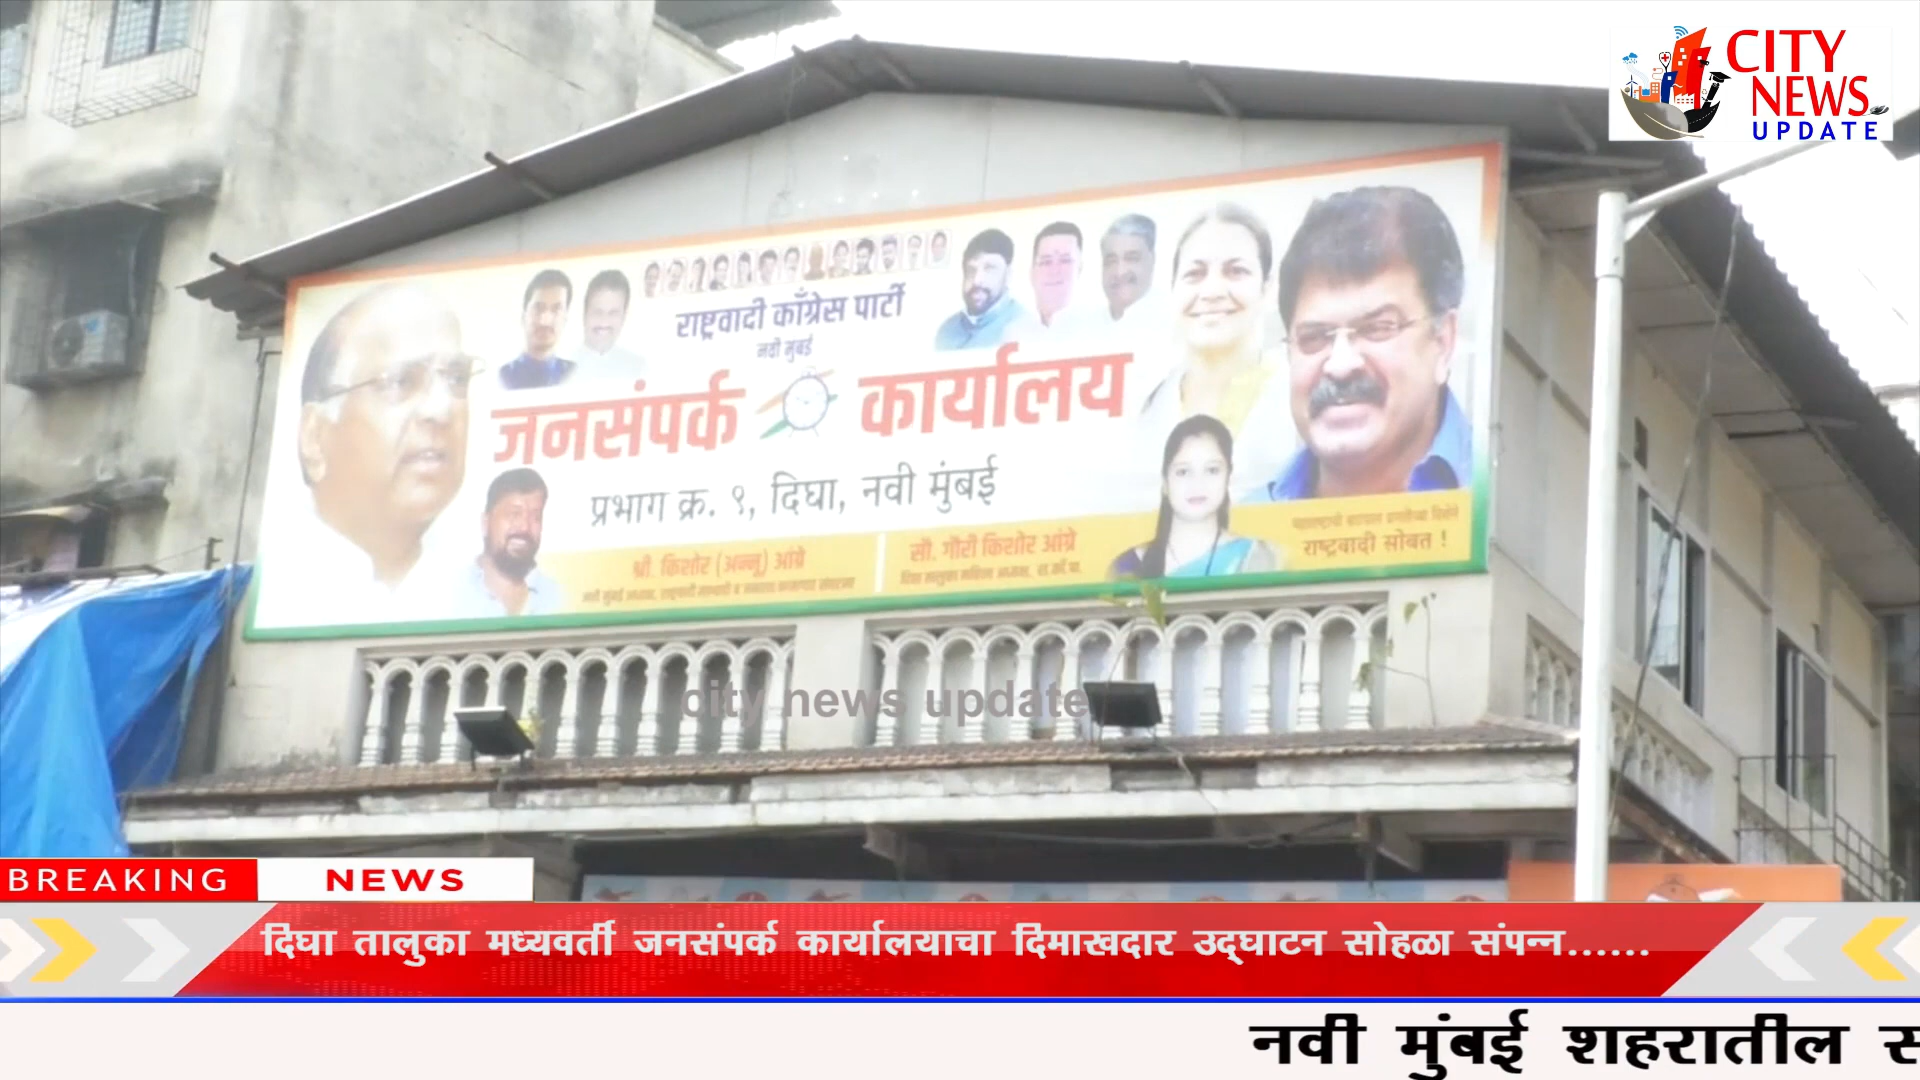 CITY
NEWS
UPDATE
राष्ट्रवादी काँग्रेस पार्टी
नवी मुंबई
जनसंपर्क कार्यालय
प्रभाग क्र. ९, दिघा, नवी मुंबई
श्री. किशोर (अन्नू) आंग्रे
सौ. गौरी किशोर आंग्रे
राष्ट्रवादी सोबत !
city news update
BREAKING NEWS
दिघा तालुका मध्यवर्ती जनसंपर्क कार्यालयाचा दिमाखदार उद्घाटन सोहळा संपन्न......
नवी मुंबई शहरातील स